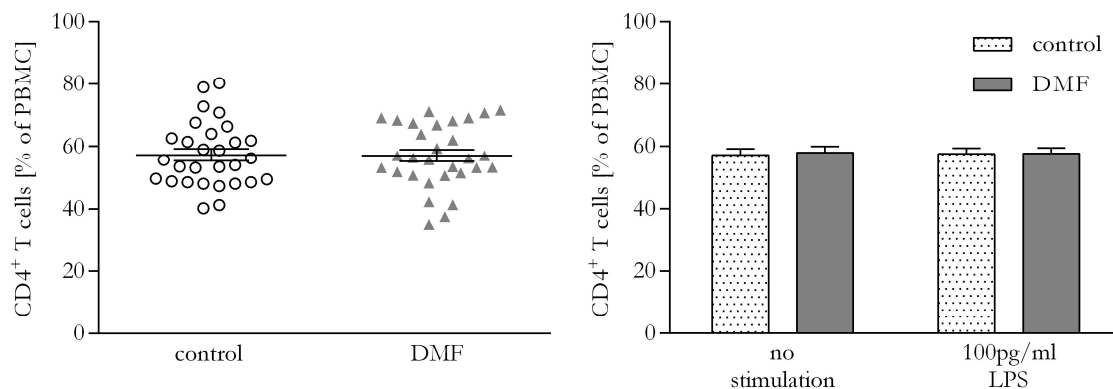 CD4+ T cells [% of PBMC]
100
80
60
40
20
0
control
DMF
CD4+ T cells [% of PBMC]
100
80
60
40
20
0
control
DMF
no
stimulation
100pg/ml
LPS